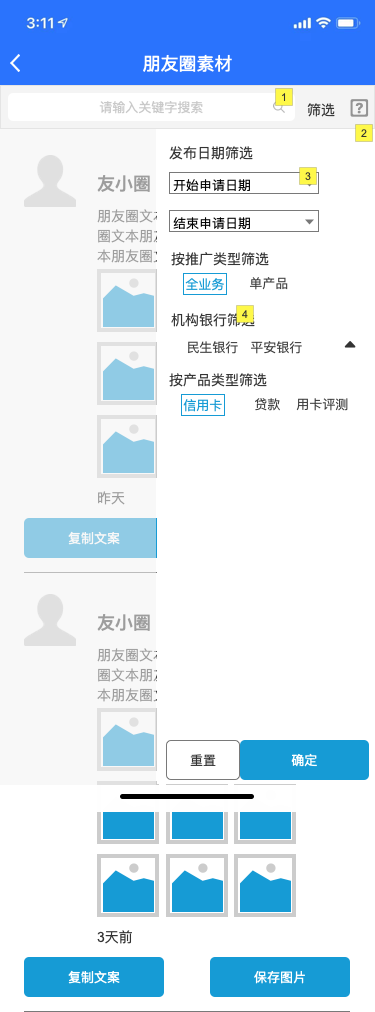 3:11
朋友圈素材
请输入关键字搜索
1
筛选
?
2
友小圈
朋友圈文本
圈文本朋友
本朋友圈文
昨天
复制文案
发布日期筛选
开始申请日期
3
结束申请日期
按推广类型筛选
全业务 单产品
机构银行筛选
4
民生银行 平安银行
按产品类型筛选
信用卡 贷款 用卡评测
友小圈
朋友圈文本
圈文本朋友
本朋友圈文
重置 确定
3天前
复制文案 保存图片